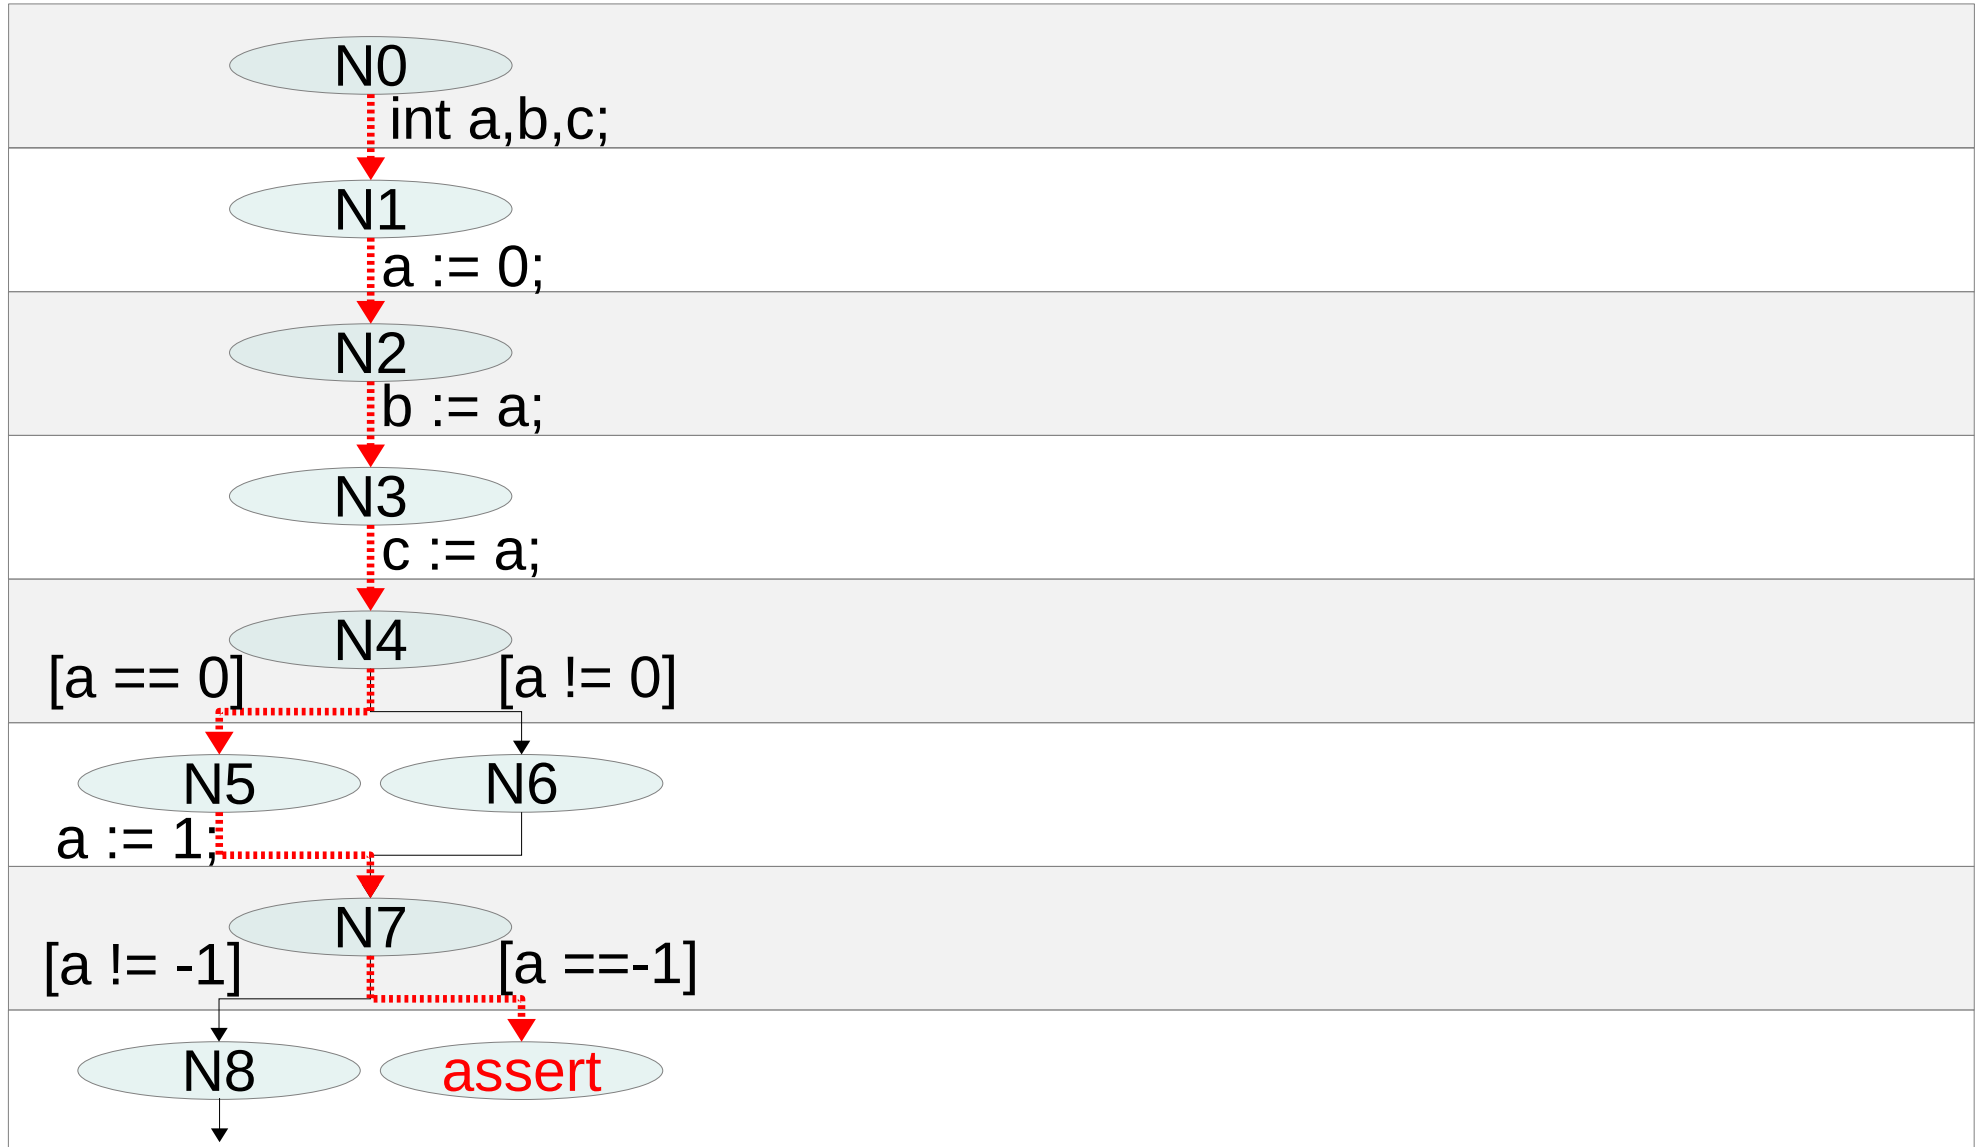 N0
int a,b,c;
N1
a := 0;
N2
b := a;
N3
c := a;
N4
[a == 0] [a != 0]
N5 N6
a := 1;
N7
[a != -1] [a ==-1]
N8 assert